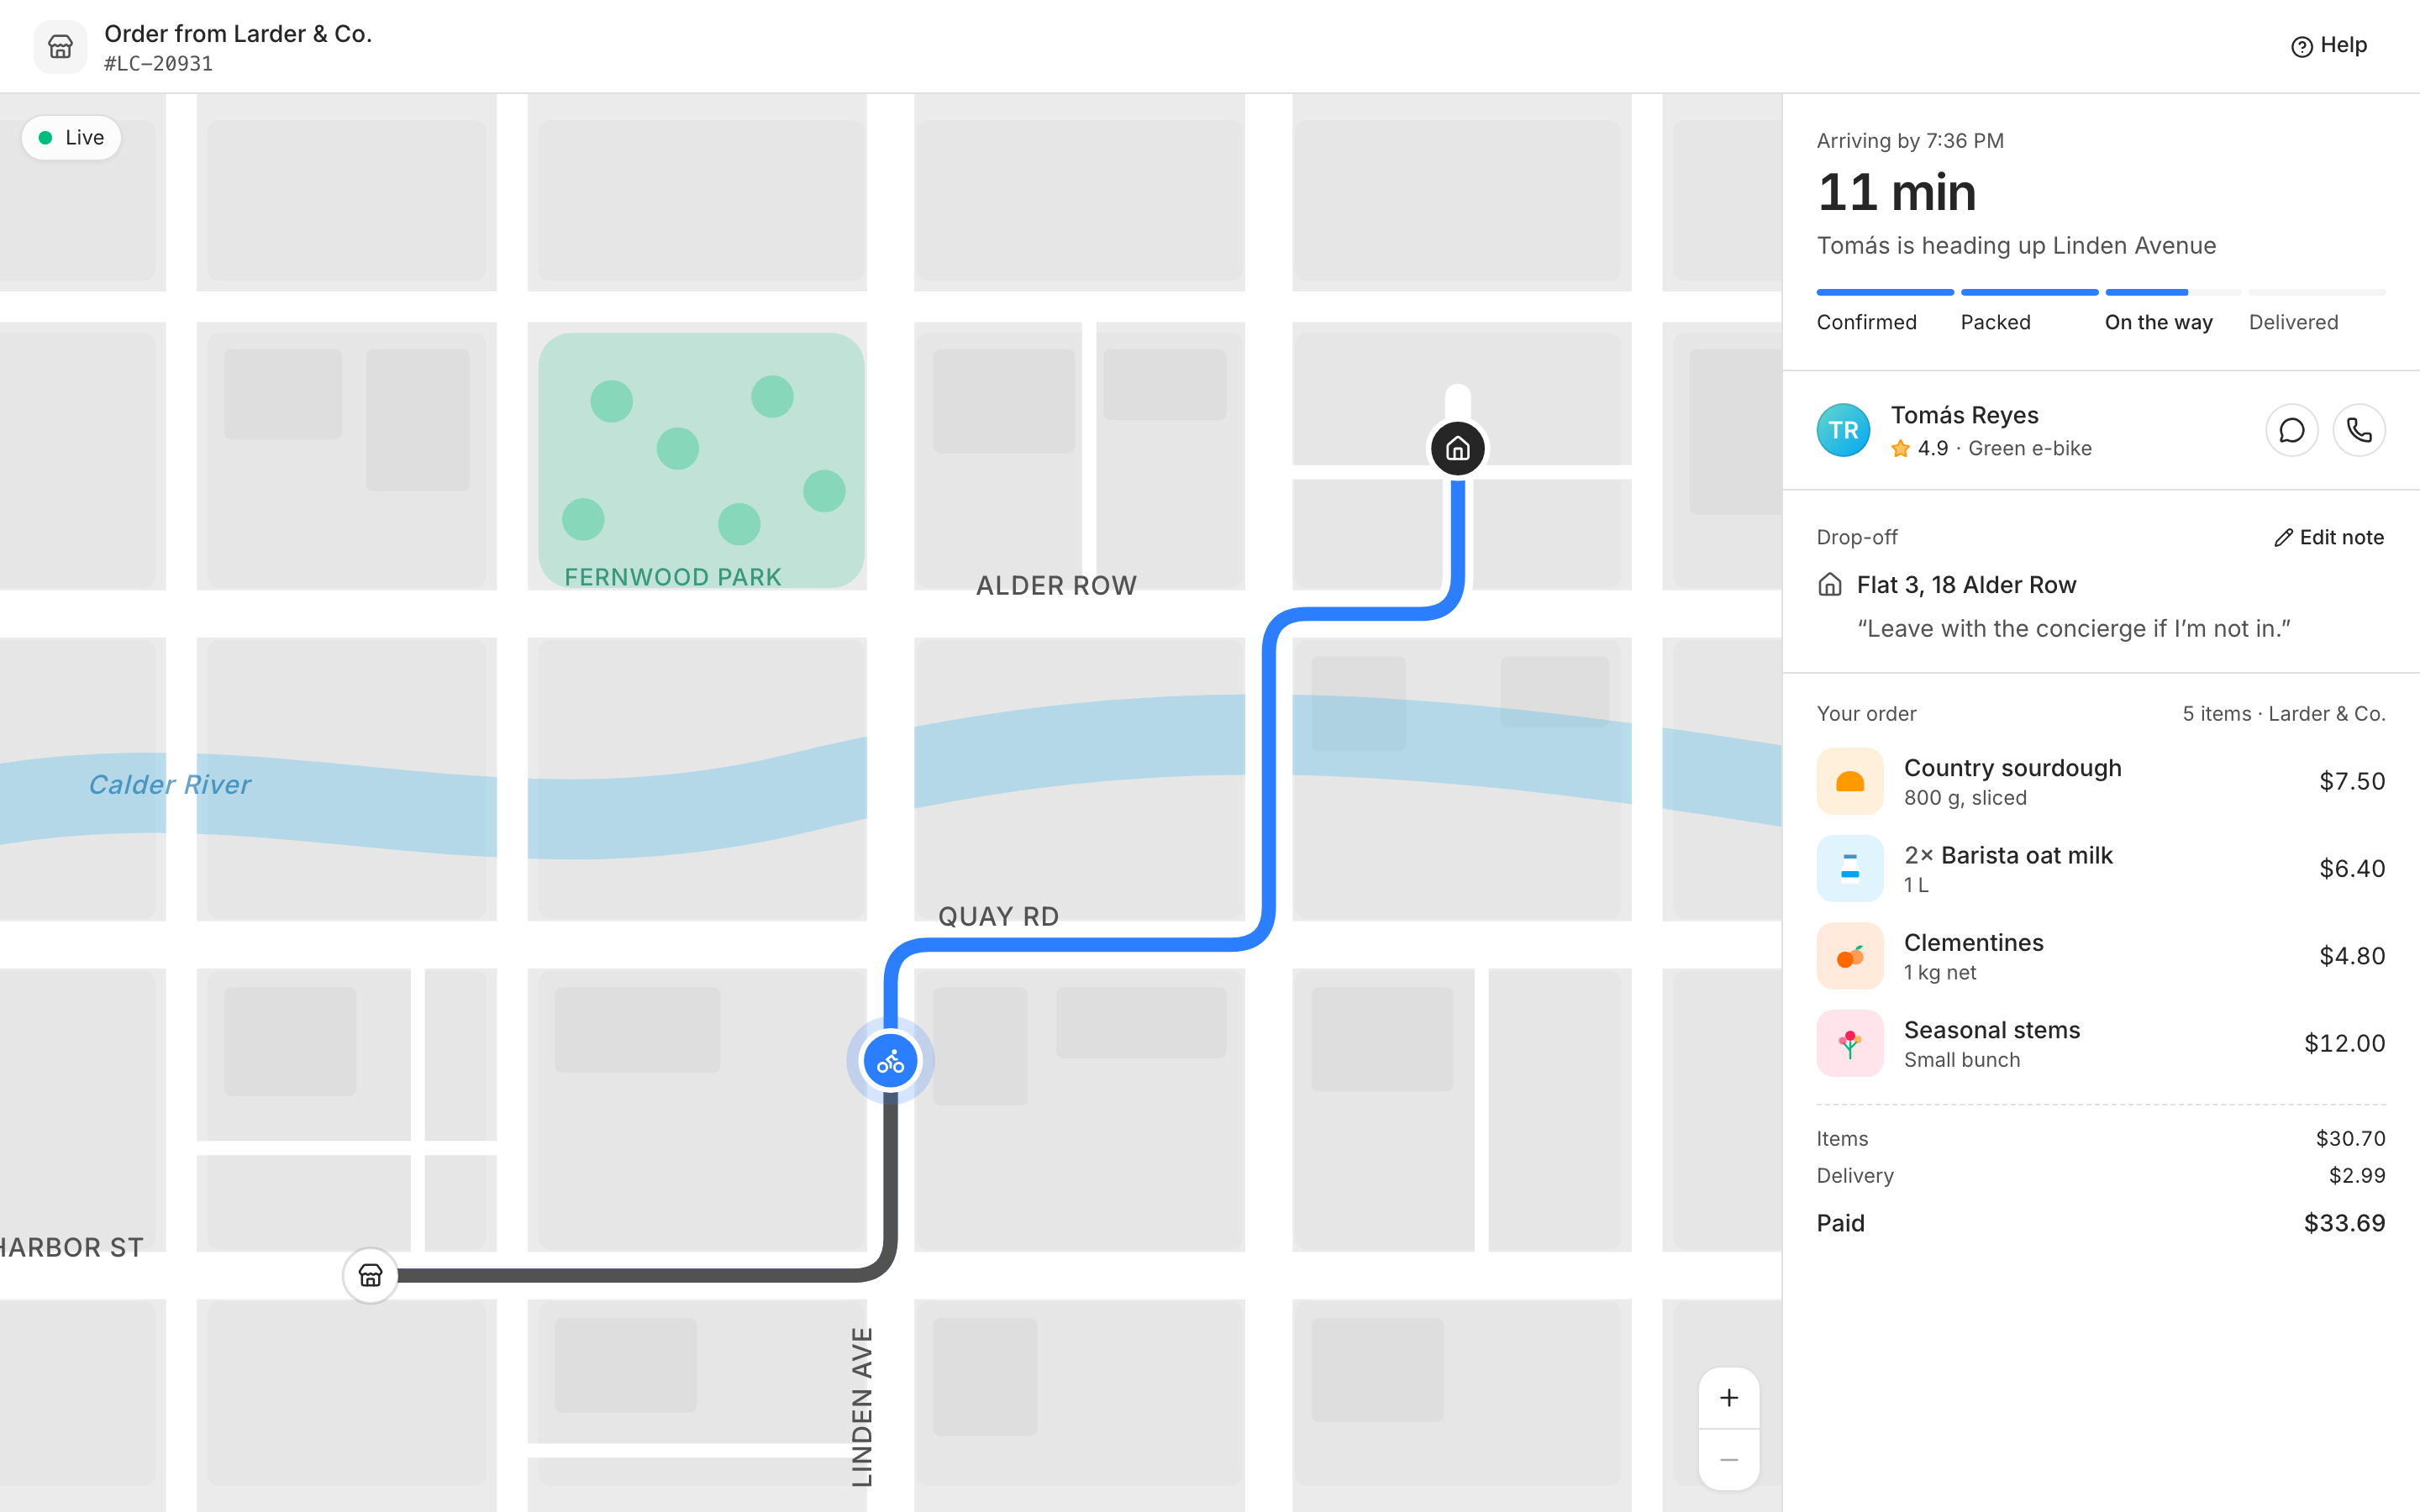 Order from Larder & Co.
#LC-20931
Help
Live
FERNWOOD PARK
ALDER ROW
Calder River
QUAY RD
HARBOR ST
LINDEN AVE
Arriving by 7:36 PM
11 min
Tomás is heading up Linden Avenue
Confirmed Packed On the way Delivered
TR
Tomás Reyes
4.9 · Green e-bike
Drop-off
Edit note
Flat 3, 18 Alder Row
“Leave with the concierge if I’m not in.”
Your order
5 items · Larder & Co.
Country sourdough
800 g, sliced
$7.50
2× Barista oat milk
1 L
$6.40
Clementines
1 kg net
$4.80
Seasonal stems
Small bunch
$12.00
Items $30.70
Delivery $2.99
Paid $33.69